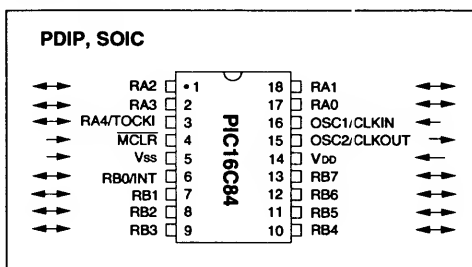 PDIP, SOIC
RA2 1 18 RA1
RA3 2 17 RA0
RA4/TOCKI 3 16 OSC1/CLKIN
MCLR 4 15 OSC2/CLKOUT
Vss 5 14 VDD
RB0/INT 6 13 RB7
RB1 7 12 RB6
RB2 8 11 RB5
RB3 9 10 RB4
PIC16C84